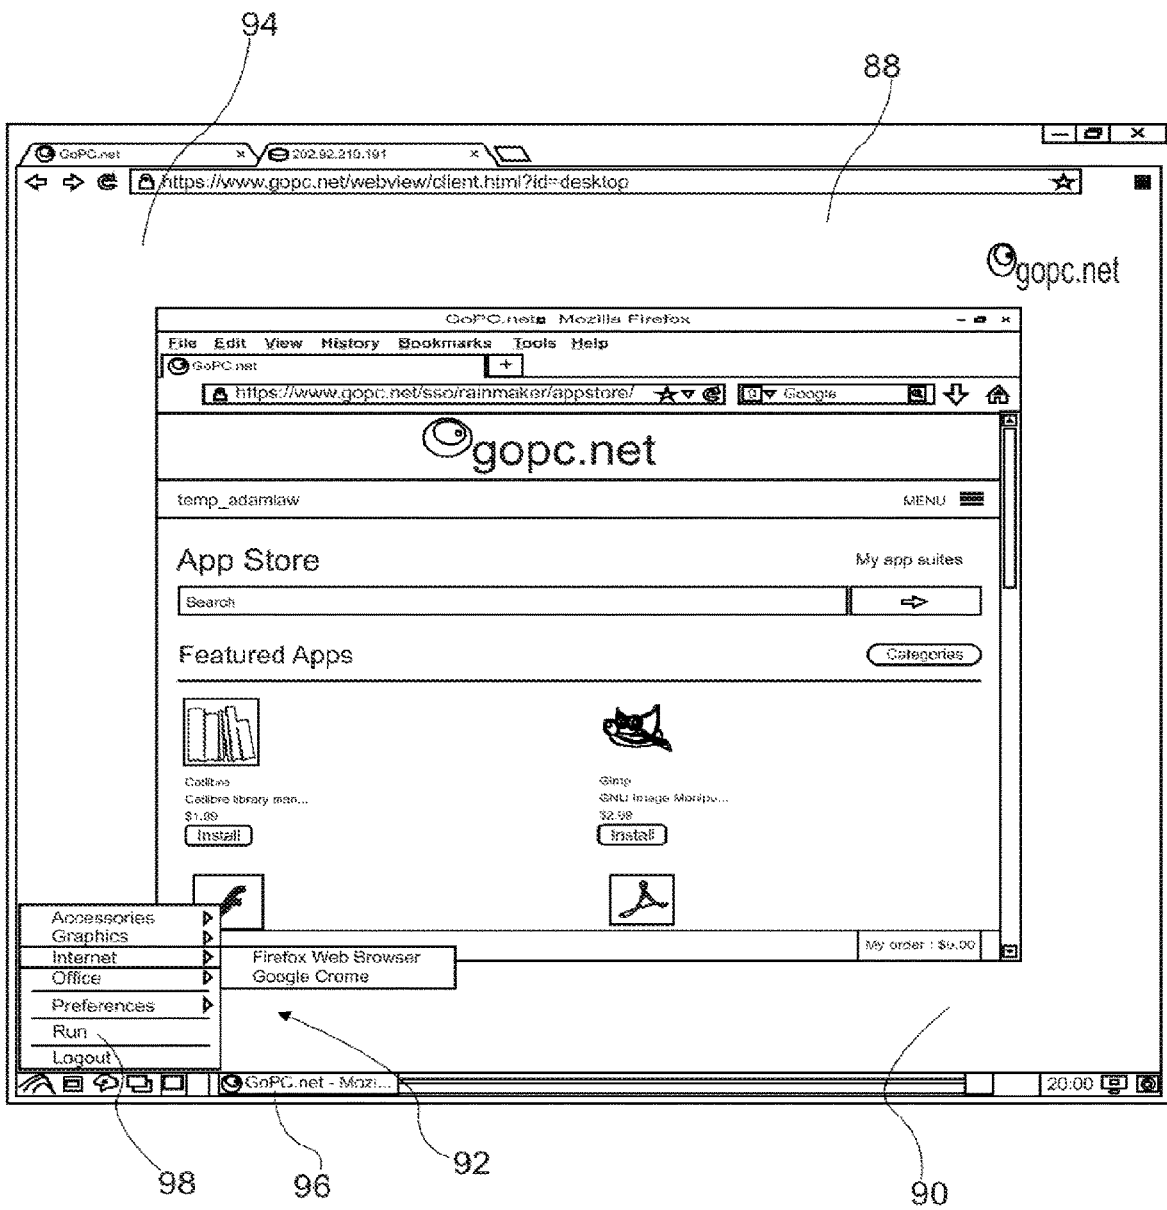 94
88
GoPC.net × 202.92.210.191 ×
https://www.gopc.net/webview/client.html?id=desktop
gopc.net
GoPC.net Mozilla Firefox
File Edit View History Bookmarks Tools Help
GoPC.net +
https://www.gopc.net/sso/rainmaker/appstore/ Google
gopc.net
temp_adamlaw MENU
App Store My app suites
Search
Featured Apps Categories
Calibre Gimp
Calibre library man... GNU Image Manipu...
$1.99 $2.98
Install Install
Accessories
Graphics
Internet Firefox Web Browser
Office Google Crome
Preferences
Run
Logout
My order : $0.00
GoPC.net - Mozi... 20:00
98 96 92 90